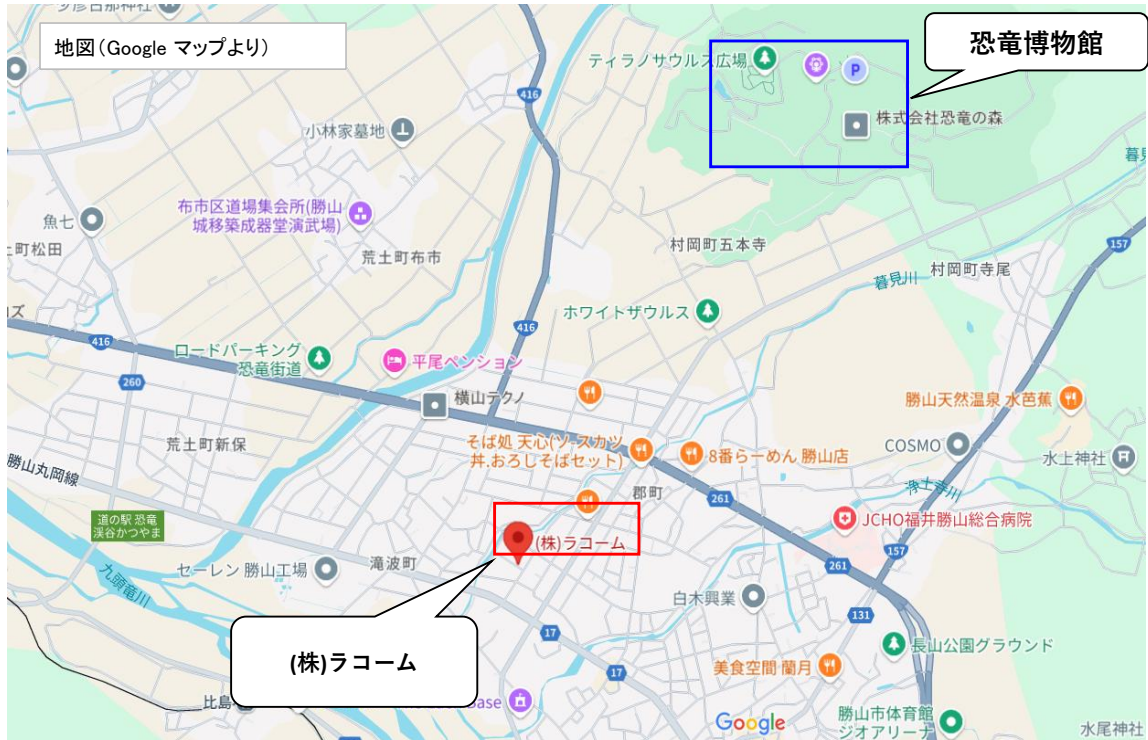 地図(Google マップより)
恐竜博物館
ティラノサウルス広場
P
株式会社恐竜の森
416
小林家墓地
布市区道場集会所(勝山
城移築成器堂演武場)
魚七
荒土町布市
村岡町五本寺
157
村岡町寺尾
暮見川
ホワイトザウルス
416
416
ロードパーキング
恐竜街道
平尾ペンション
260
横山テクノ
勝山天然温泉 水芭蕉
荒土町新保
そば処 天心(ソースカツ
丼.おろしそばセット)
8番らーめん 勝山店
COSMO
水上神社
勝山丸岡線
郡町
261
浄土寺川
道の駅 恐竜
渓谷かつやま
(株)ラコーム
JCHO福井勝山総合病院
157
セーレン 勝山工場
滝波町
261
九頭竜川
白木興業
131
17
(株)ラコーム
長山公園グラウンド
17
美食空間 蘭月
比島
Base
Google
勝山市体育館
ジオアリーナ
水尾神社